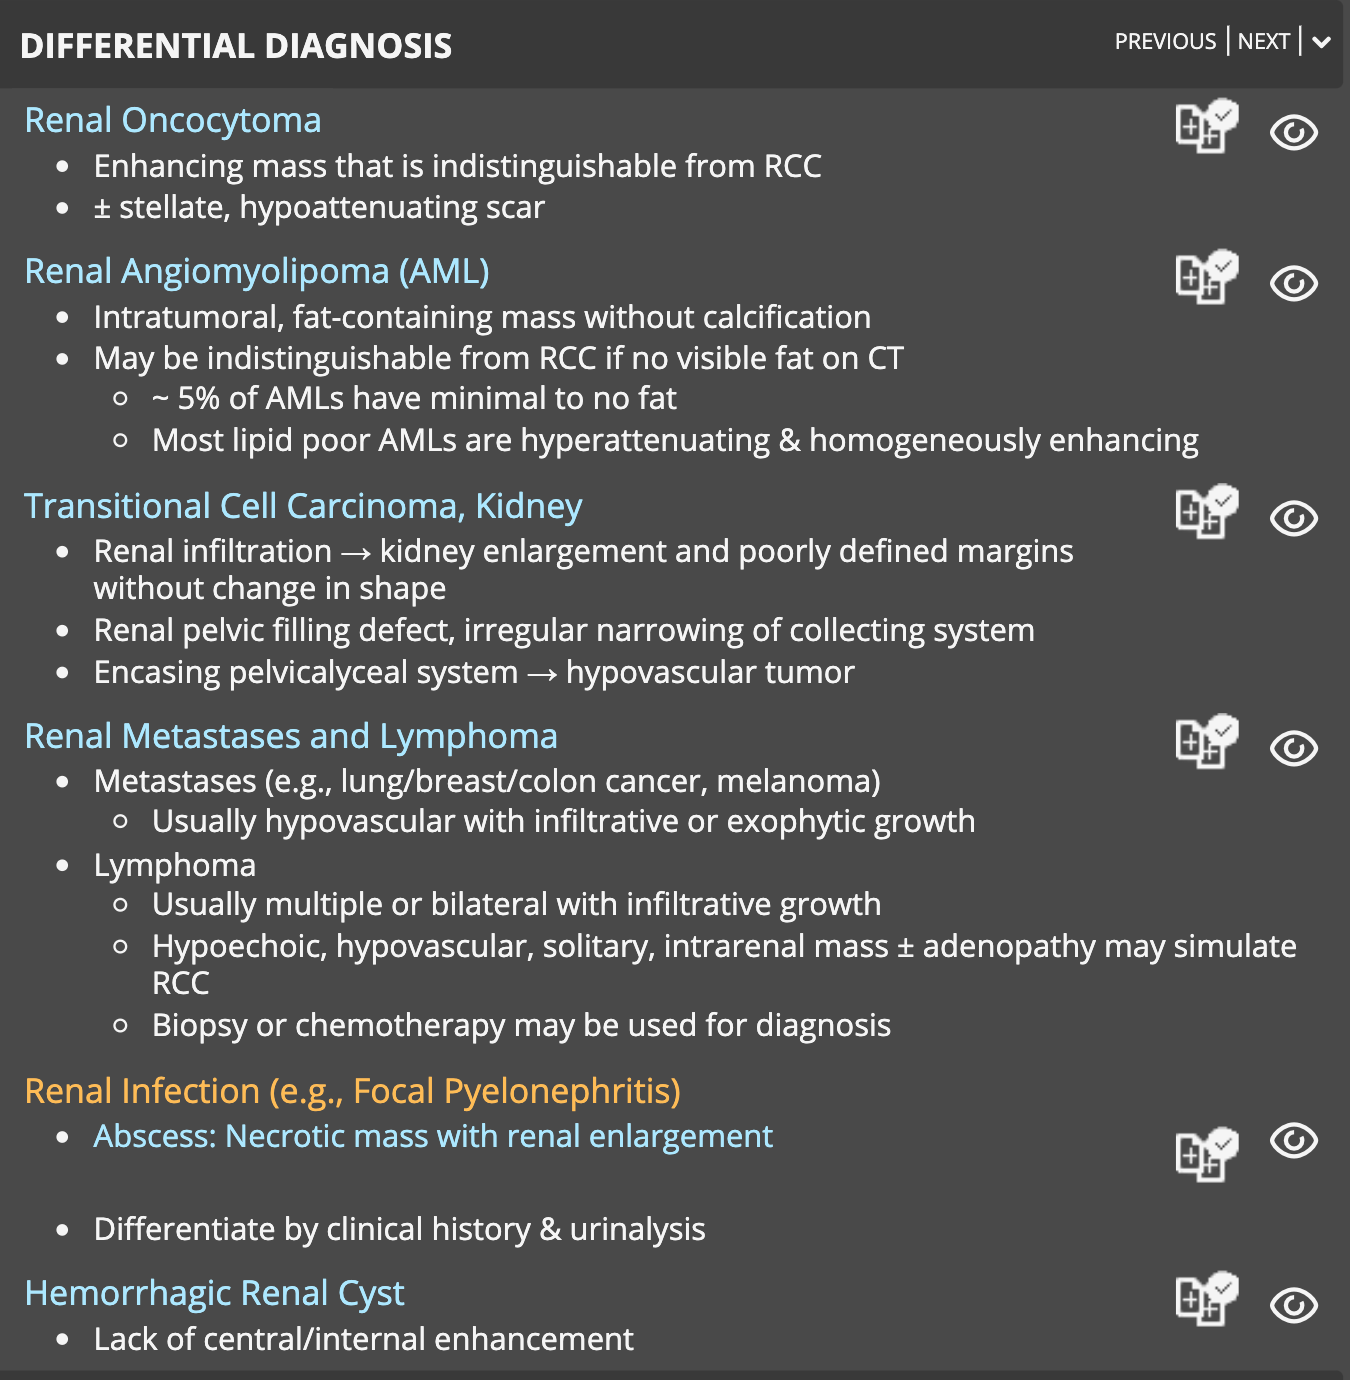 DIFFERENTIAL DIAGNOSIS
PREVIOUS | NEXT |
Renal Oncocytoma
• Enhancing mass that is indistinguishable from RCC
• ± stellate, hypoattenuating scar
Renal Angiomyolipoma (AML)
• Intratumoral, fat-containing mass without calcification
• May be indistinguishable from RCC if no visible fat on CT
○ ~ 5% of AMLs have minimal to no fat
○ Most lipid poor AMLs are hyperattenuating & homogeneously enhancing
Transitional Cell Carcinoma, Kidney
• Renal infiltration → kidney enlargement and poorly defined margins
without change in shape
• Renal pelvic filling defect, irregular narrowing of collecting system
• Encasing pelvicalyceal system → hypovascular tumor
Renal Metastases and Lymphoma
• Metastases (e.g., lung/breast/colon cancer, melanoma)
○ Usually hypovascular with infiltrative or exophytic growth
• Lymphoma
○ Usually multiple or bilateral with infiltrative growth
○ Hypoechoic, hypovascular, solitary, intrarenal mass ± adenopathy may simulate
RCC
○ Biopsy or chemotherapy may be used for diagnosis
Renal Infection (e.g., Focal Pyelonephritis)
• Abscess: Necrotic mass with renal enlargement
• Differentiate by clinical history & urinalysis
Hemorrhagic Renal Cyst
• Lack of central/internal enhancement